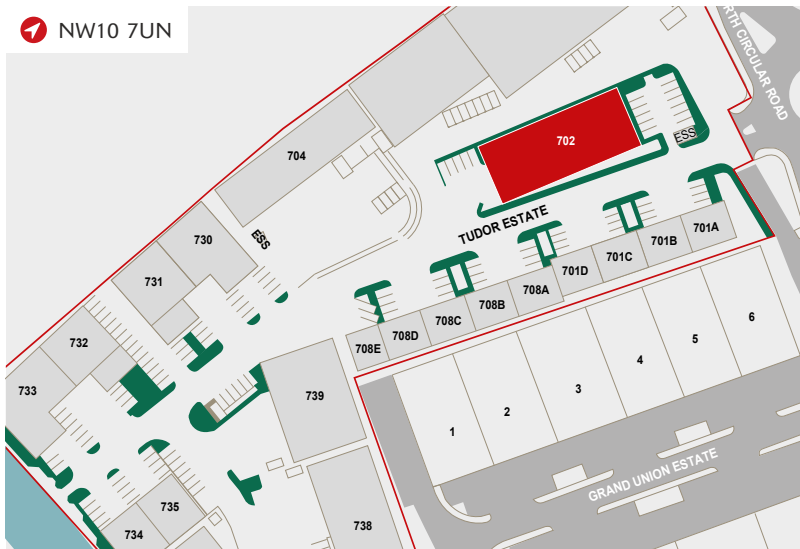 NW10 7UN
RTH CIRCULAR ROAD
702
ESS
704
TUDOR ESTATE
701A
701B
701C
701D
708A
708B
708C
708D
708E
730
ESS
731
732
733
739
738
735
734
1
2
3
4
5
6
GRAND UNION ESTATE